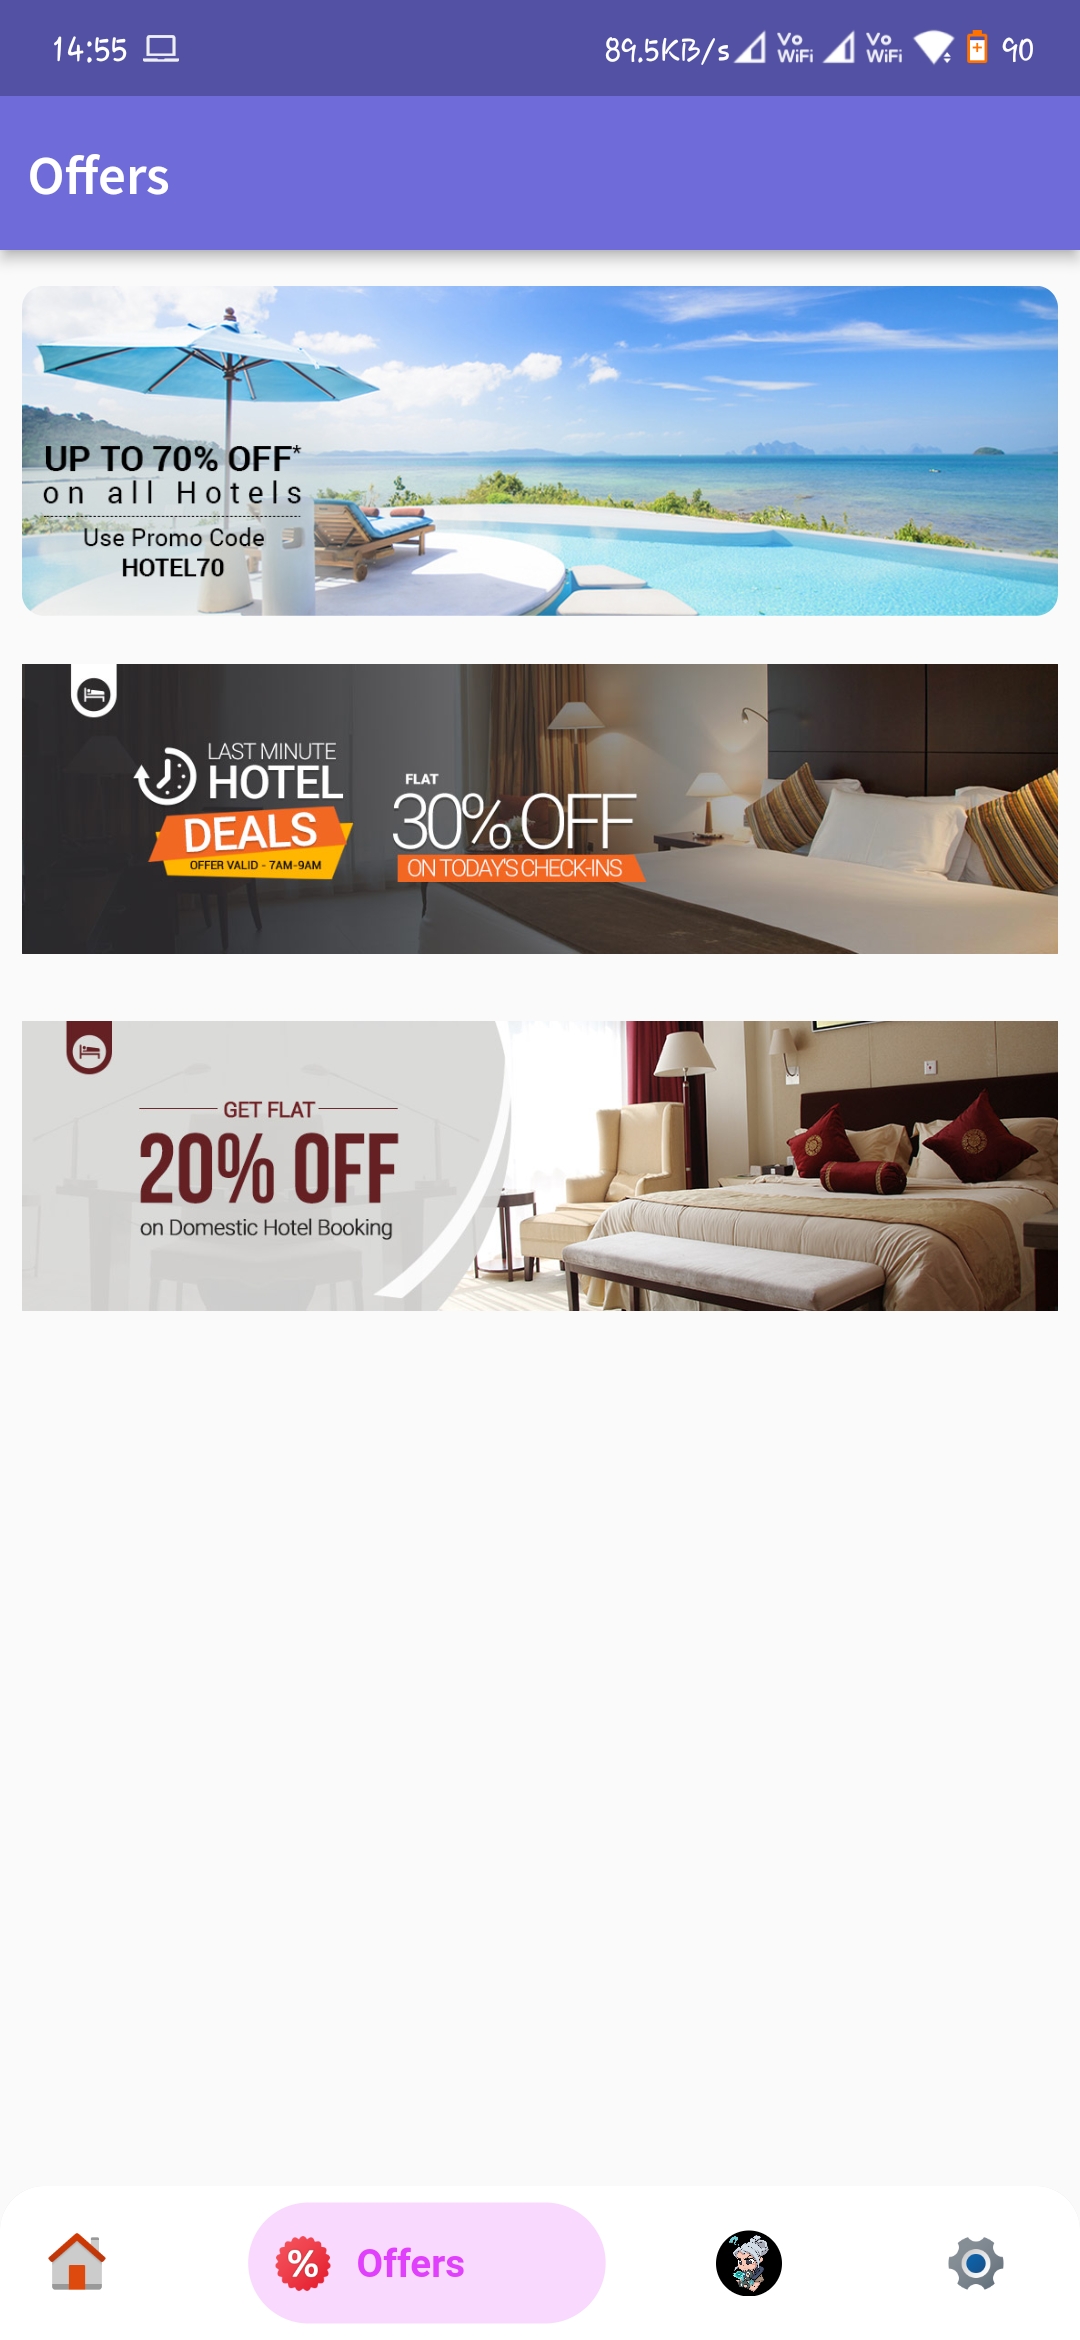 14:55
89.5KB/s Vo WiFi Vo WiFi 90
Offers
UP TO 70% OFF*
on all Hotels
Use Promo Code
HOTEL70
LAST MINUTE
HOTEL
DEALS
OFFER VALID - 7AM-9AM
FLAT
30% OFF
ON TODAY'S CHECK-INS
GET FLAT
20% OFF
on Domestic Hotel Booking
% Offers